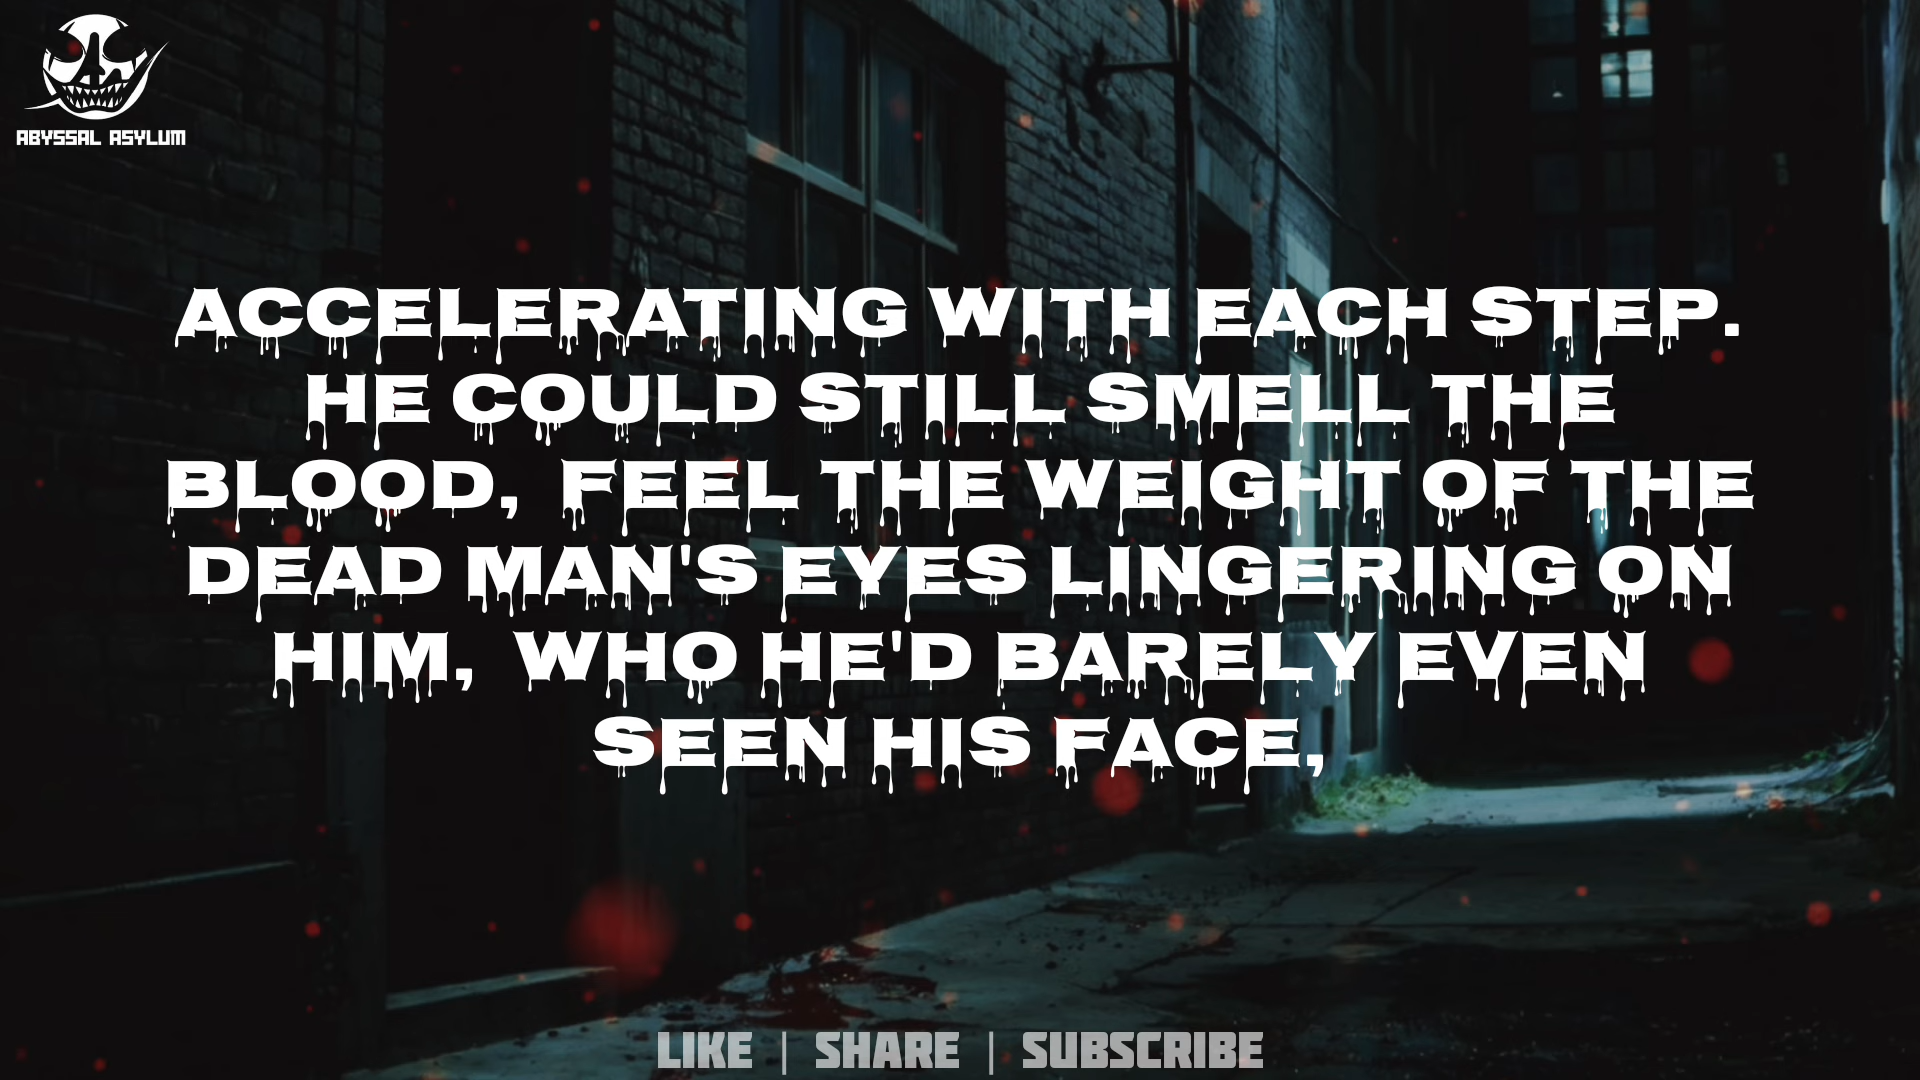 ABYSSAL ASYLUM
ACCELERATING WITH EACH STEP.
HE COULD STILL SMELL THE
BLOOD, FEEL THE WEIGHT OF THE
DEAD MAN'S EYES LINGERING ON
HIM, WHO HE'D BARELY EVEN
SEEN HIS FACE,
LIKE | SHARE | SUBSCRIBE